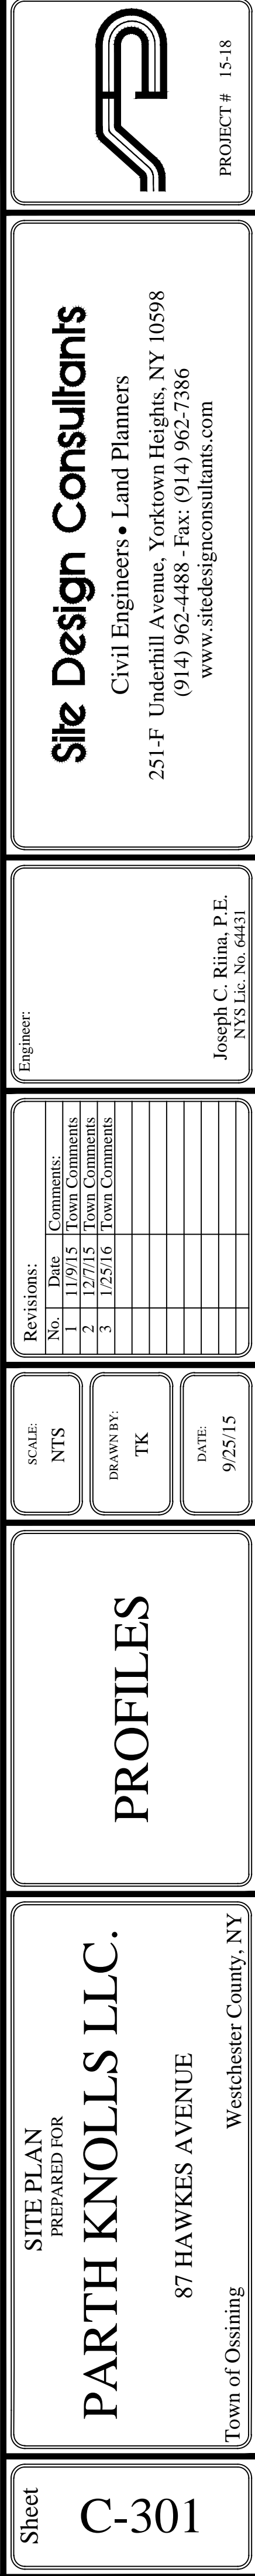 PROJECT # 15-18
Site Design Consultants
Civil Engineers • Land Planners
251-F Underhill Avenue, Yorktown Heights, NY 10598
(914) 962-4488 - Fax: (914) 962-7386
www.sitedesignconsultants.com
Engineer:
Joseph C. Riina, P.E.
NYS Lic. No. 64431
Revisions:
No. Date Comments:
1 11/9/15 Town Comments
2 12/7/15 Town Comments
3 1/25/16 Town Comments
SCALE:
NTS
DRAWN BY:
TK
DATE:
9/25/15
PROFILES
SITE PLAN
PREPARED FOR
PARTH KNOLLS LLC.
87 HAWKES AVENUE
Town of Ossining Westchester County, NY
Sheet
C-301